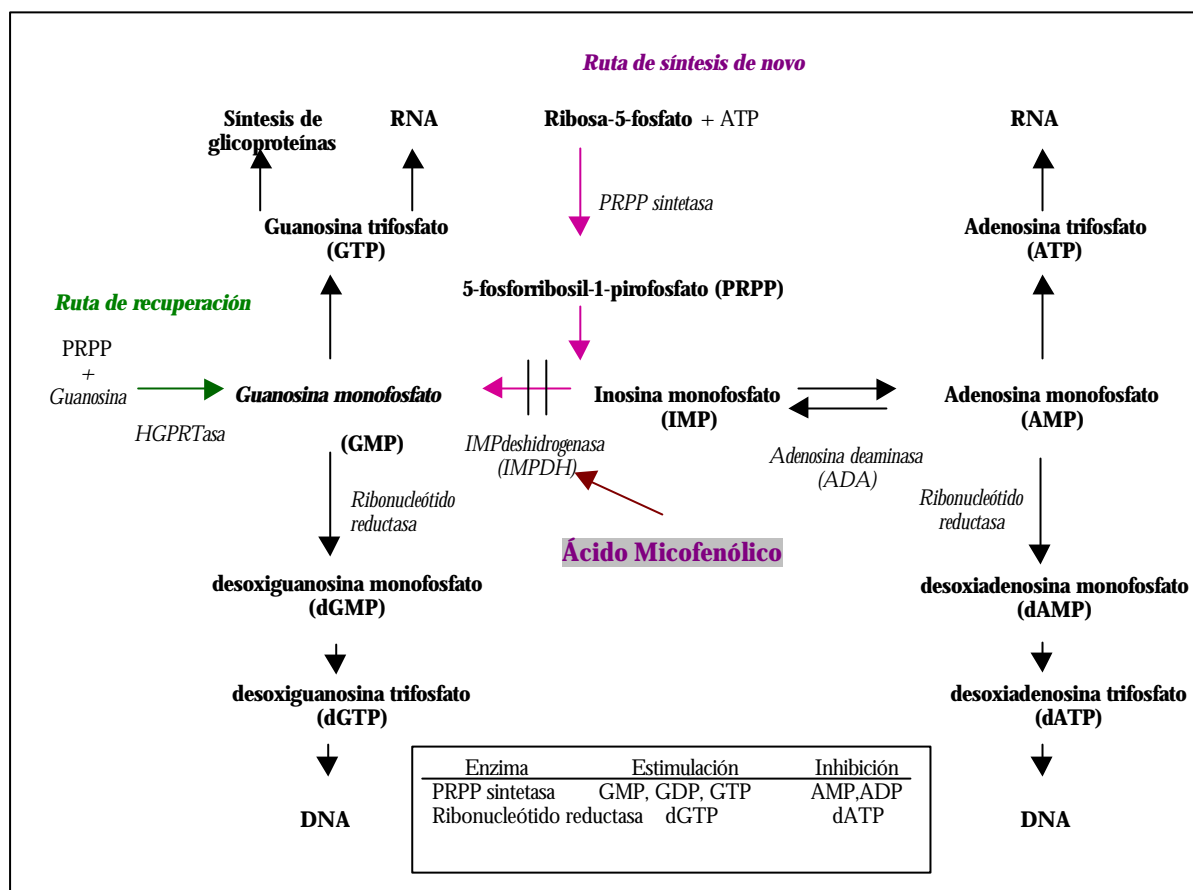 Ruta de síntesis de novo
Síntesis de
glicoproteínas
RNA
Ribosa-5-fosfato + ATP
RNA
PRPP sintetasa
Guanosina trifosfato
(GTP)
Adenosina trifosfato
(ATP)
5-fosforribosil-1-pirofosfato (PRPP)
Ruta de recuperación
PRPP
+
Guanosina
HGPRTasa
Guanosina monofosfato
(GMP)
IMPdeshidrogenasa
(IMPDH)
Inosina monofosfato
(IMP)
Adenosina deaminasa
(ADA)
Adenosina monofosfato
(AMP)
Ribonucleótido
reductasa
Ribonucleótido
reductasa
Ácido Micofenólico
desoxiguanosina monofosfato
(dGMP)
desoxiadenosina monofosfato
(dAMP)
desoxiguanosina trifosfato
(dGTP)
desoxiadenosina trifosfato
(dATP)
Enzima Estimulación Inhibición
PRPP sintetasa GMP, GDP, GTP AMP,ADP
Ribonucleótido reductasa dGTP dATP
DNA
DNA